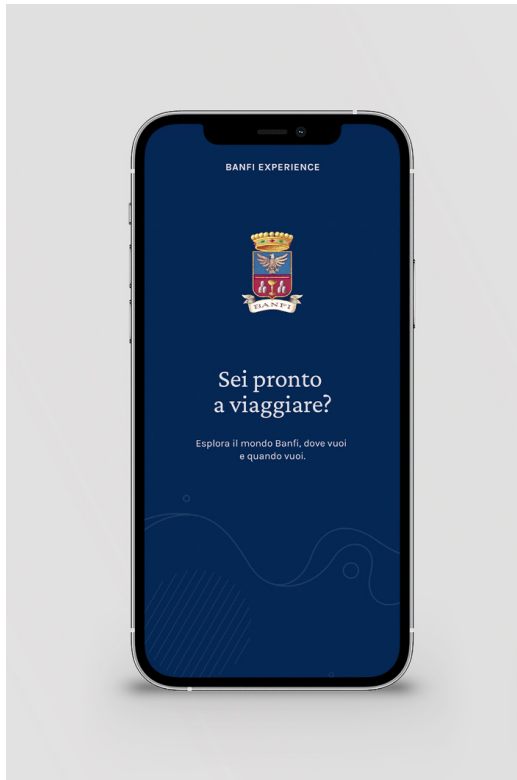 BANFI EXPERIENCE
BANFI
Sei pronto
a viaggiare?
Esplora il mondo Banfi, dove vuoi
e quando vuoi.